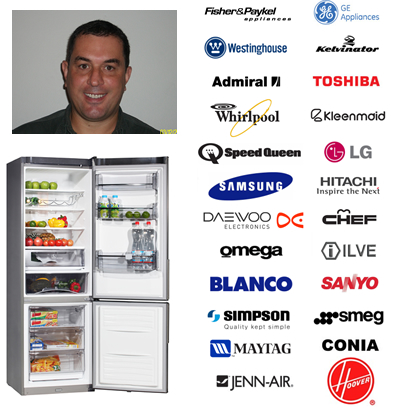 Fisher&Paykel
appliances
GE
Appliances
Westinghouse
Kelvinator
Admiral
TOSHIBA
Whirlpool
Kleenmaid
Speed Queen
LG
SAMSUNG
HITACHI
Inspire the Next
DAEWOO
ELECTRONICS
CHEF
omega
ILVE
BLANCO
SANYO
SIMPSON
Quality kept simple
smeg
MAYTAG
CONIA
JENN-AIR
Hoover